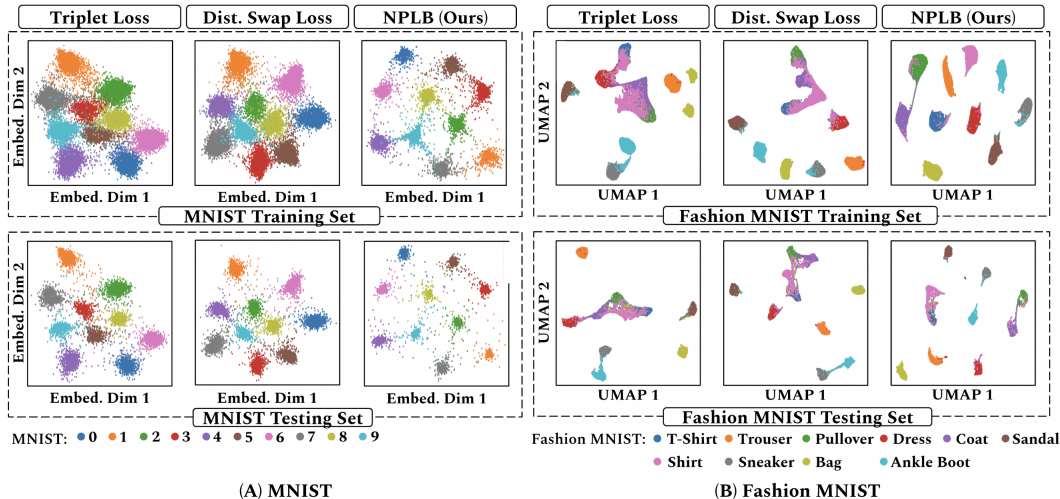 Triplet Loss Dist. Swap Loss NPLB (Ours) Triplet Loss Dist. Swap Loss NPLB (Ours)
Embed. Dim 2
UMAP 2
Embed. Dim 1 Embed. Dim 1 Embed. Dim 1 UMAP 1 UMAP 1 UMAP 1
MNIST Training Set Fashion MNIST Training Set
Embed. Dim 2
UMAP 2
Embed. Dim 1 Embed. Dim 1 Embed. Dim 1 UMAP 1 UMAP 1 UMAP 1
MNIST Testing Set Fashion MNIST Testing Set
MNIST: 0 1 2 3 4 5 6 7 8 9 Fashion MNIST: T-Shirt Trouser Pullover Dress Coat Sandal
Shirt Sneaker Bag Ankle Boot
(A) MNIST (B) Fashion MNIST